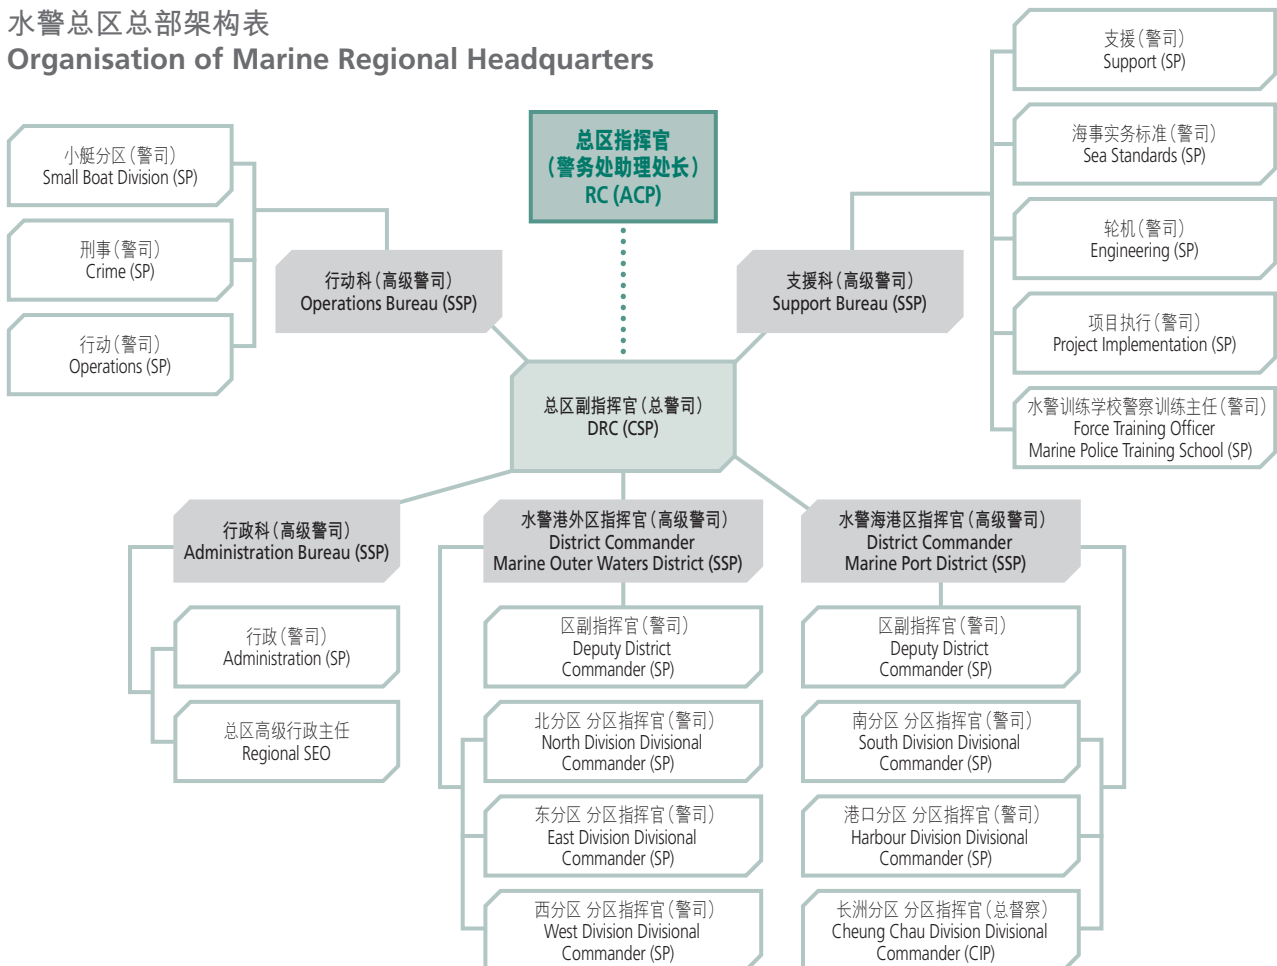 水警总区总部架构表
Organisation of Marine Regional Headquarters
总区指挥官
（警务处助理处长）
RC (ACP)
小艇分区（警司）
Small Boat Division (SP)
刑事（警司）
Crime (SP)
行动（警司）
Operations (SP)
行动科（高级警司）
Operations Bureau (SSP)
支援科（高级警司）
Support Bureau (SSP)
支援（警司）
Support (SP)
海事实务标准（警司）
Sea Standards (SP)
轮机（警司）
Engineering (SP)
项目执行（警司）
Project Implementation (SP)
水警训练学校警察训练主任（警司）
Force Training Officer
Marine Police Training School (SP)
总区副指挥官（总警司）
DRC (CSP)
行政科（高级警司）
Administration Bureau (SSP)
行政（警司）
Administration (SP)
总区高级行政主任
Regional SEO
水警港外区指挥官（高级警司）
District Commander
Marine Outer Waters District (SSP)
区副指挥官（警司）
Deputy District
Commander (SP)
北分区 分区指挥官（警司）
North Division Divisional
Commander (SP)
东分区 分区指挥官（警司）
East Division Divisional
Commander (SP)
西分区 分区指挥官（警司）
West Division Divisional
Commander (SP)
水警海港区指挥官（高级警司）
District Commander
Marine Port District (SSP)
区副指挥官（警司）
Deputy District
Commander (SP)
南分区 分区指挥官（警司）
South Division Divisional
Commander (SP)
港口分区 分区指挥官（警司）
Harbour Division Divisional
Commander (SP)
长洲分区 分区指挥官（总督察）
Cheung Chau Division Divisional
Commander (CIP)